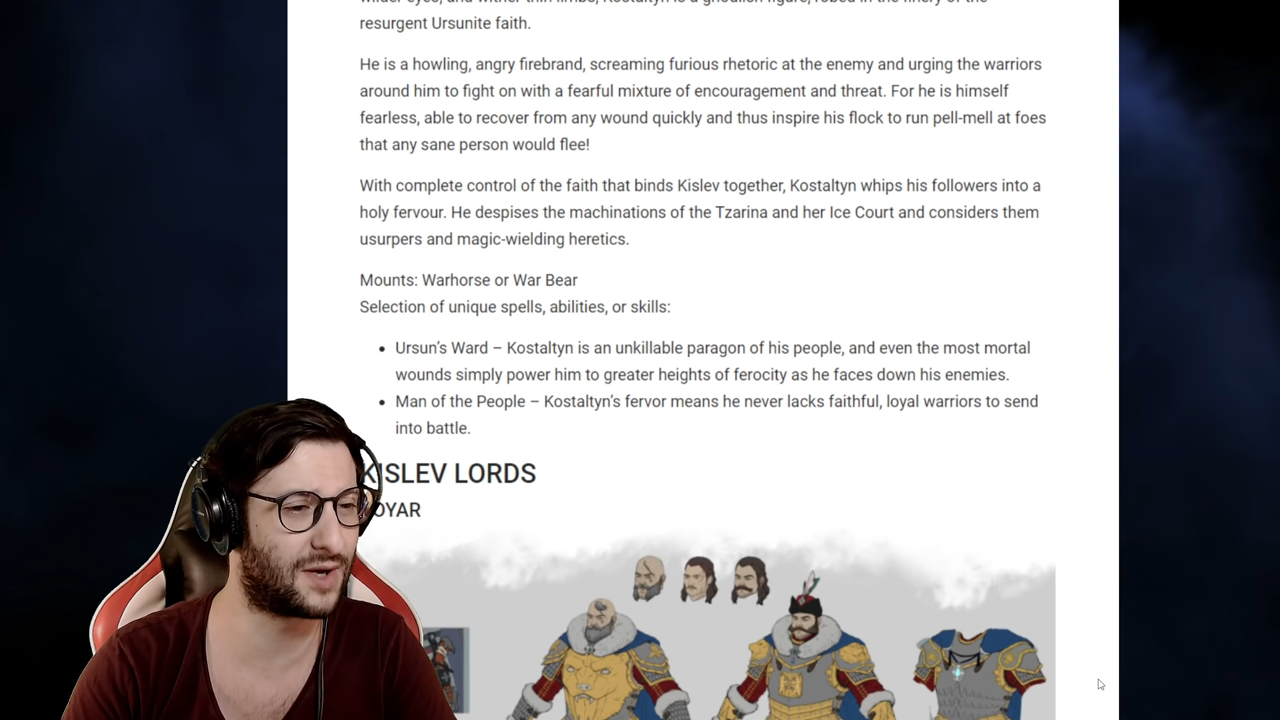 resurgent Ursunite faith.
He is a howling, angry firebrand, screaming furious rhetoric at the enemy and urging the warriors
around him to fight on with a fearful mixture of encouragement and threat. For he is himself
fearless, able to recover from any wound quickly and thus inspire his flock to run pell-mell at foes
that any sane person would flee!
With complete control of the faith that binds Kislev together, Kostaltyn whips his followers into a
holy fervour. He despises the machinations of the Tzarina and her Ice Court and considers them
usurpers and magic-wielding heretics.
Mounts: Warhorse or War Bear
Selection of unique spells, abilities, or skills:
• Ursun’s Ward – Kostaltyn is an unkillable paragon of his people, and even the most mortal
wounds simply power him to greater heights of ferocity as he faces down his enemies.
• Man of the People – Kostaltyn’s fervor means he never lacks faithful, loyal warriors to send
into battle.
KISLEV LORDS
OYAR